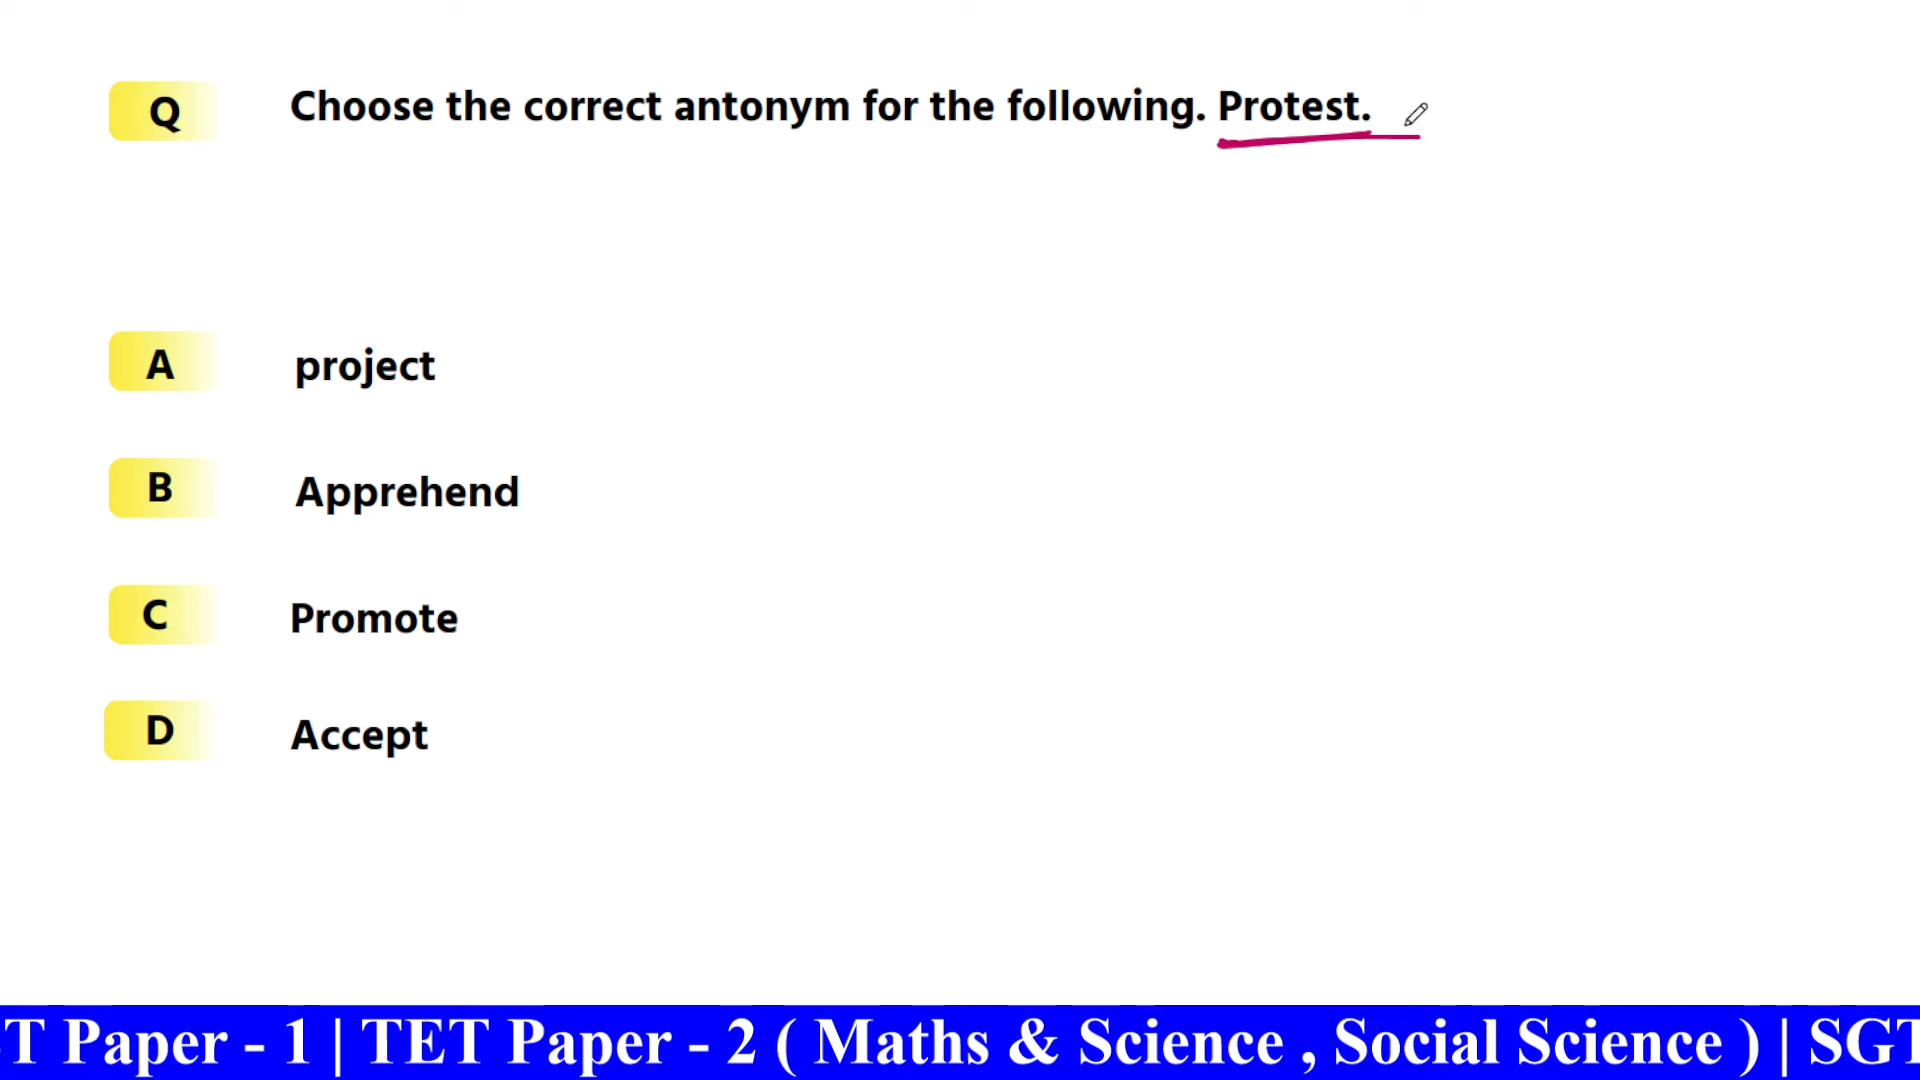 Q Choose the correct antonym for the following. Protest.
A project
B Apprehend
C Promote
D Accept
T Paper - 1 | TET Paper - 2 ( Maths & Science , Social Science ) | SGT